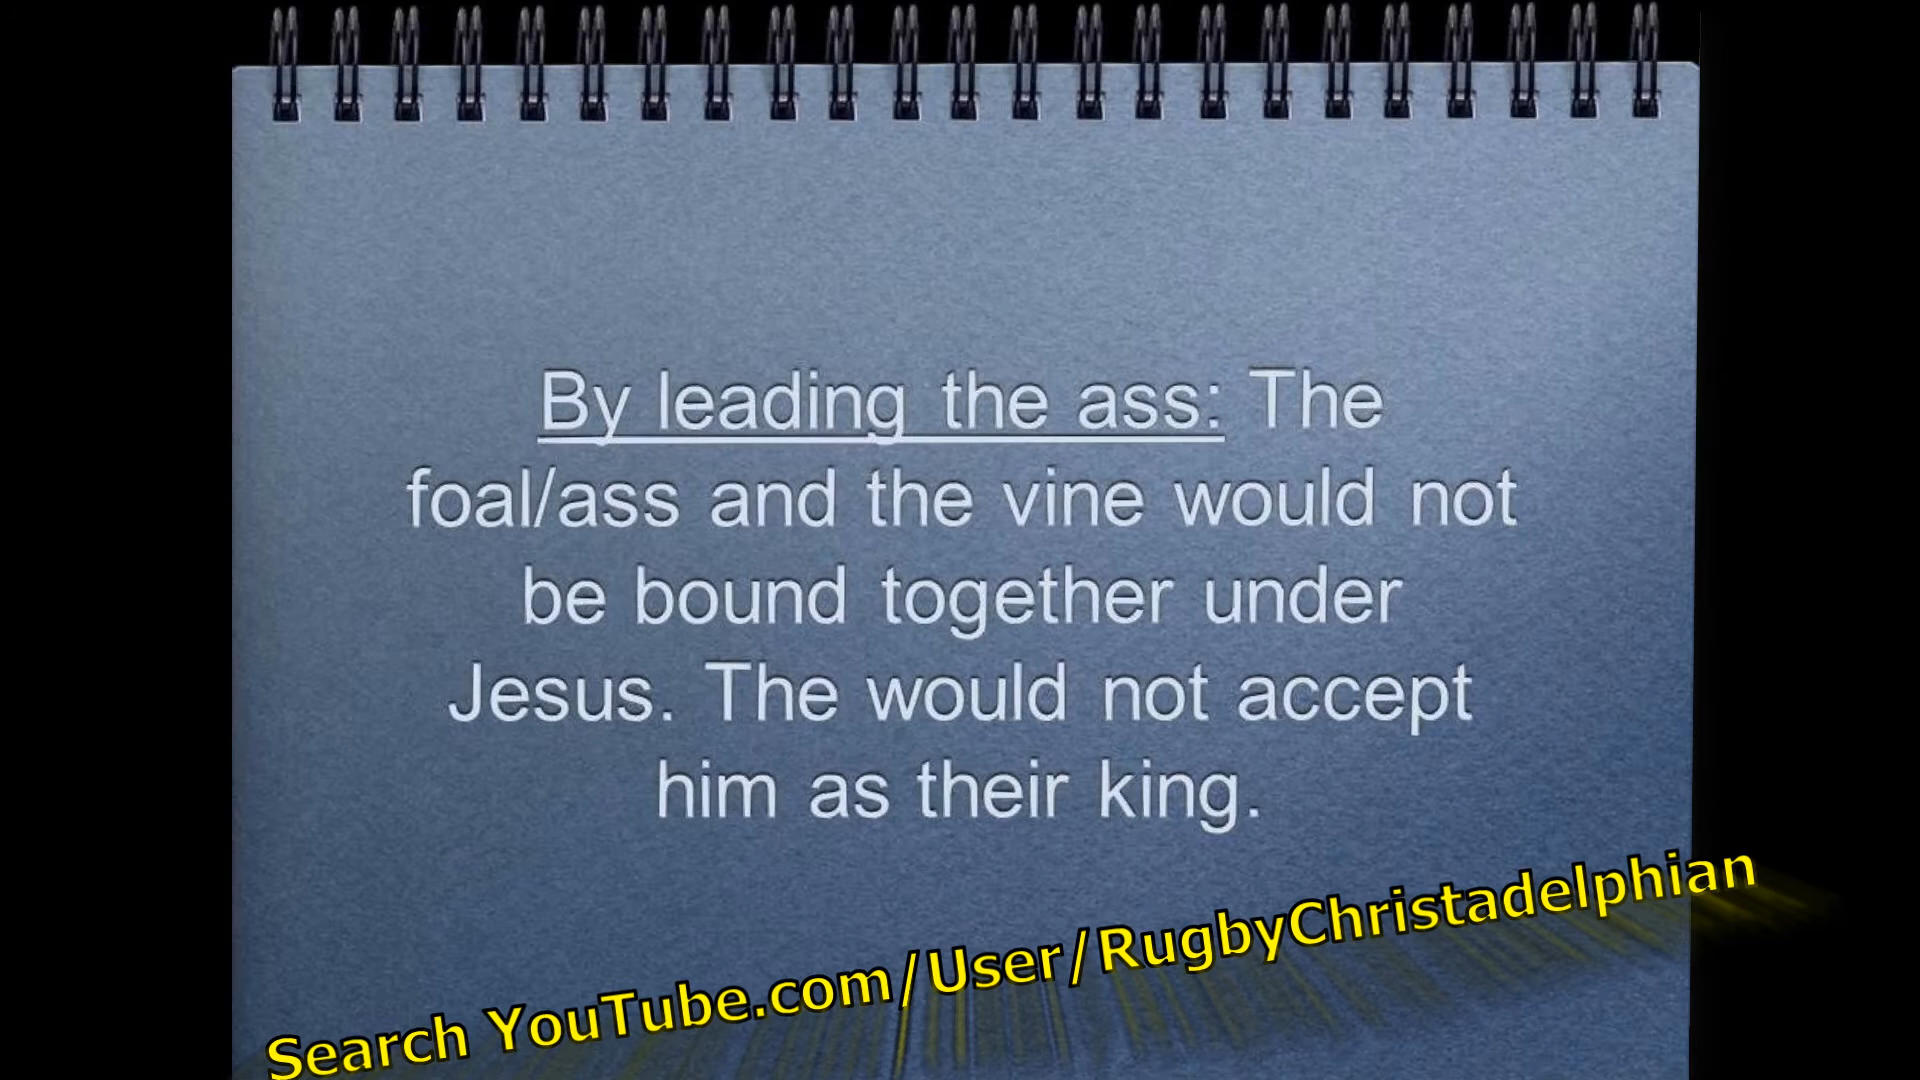 By leading the ass: The
foal/ass and the vine would not
be bound together under
Jesus. The would not accept
him as their king.
Search YouTube.com/User/RugbyChristadelphian